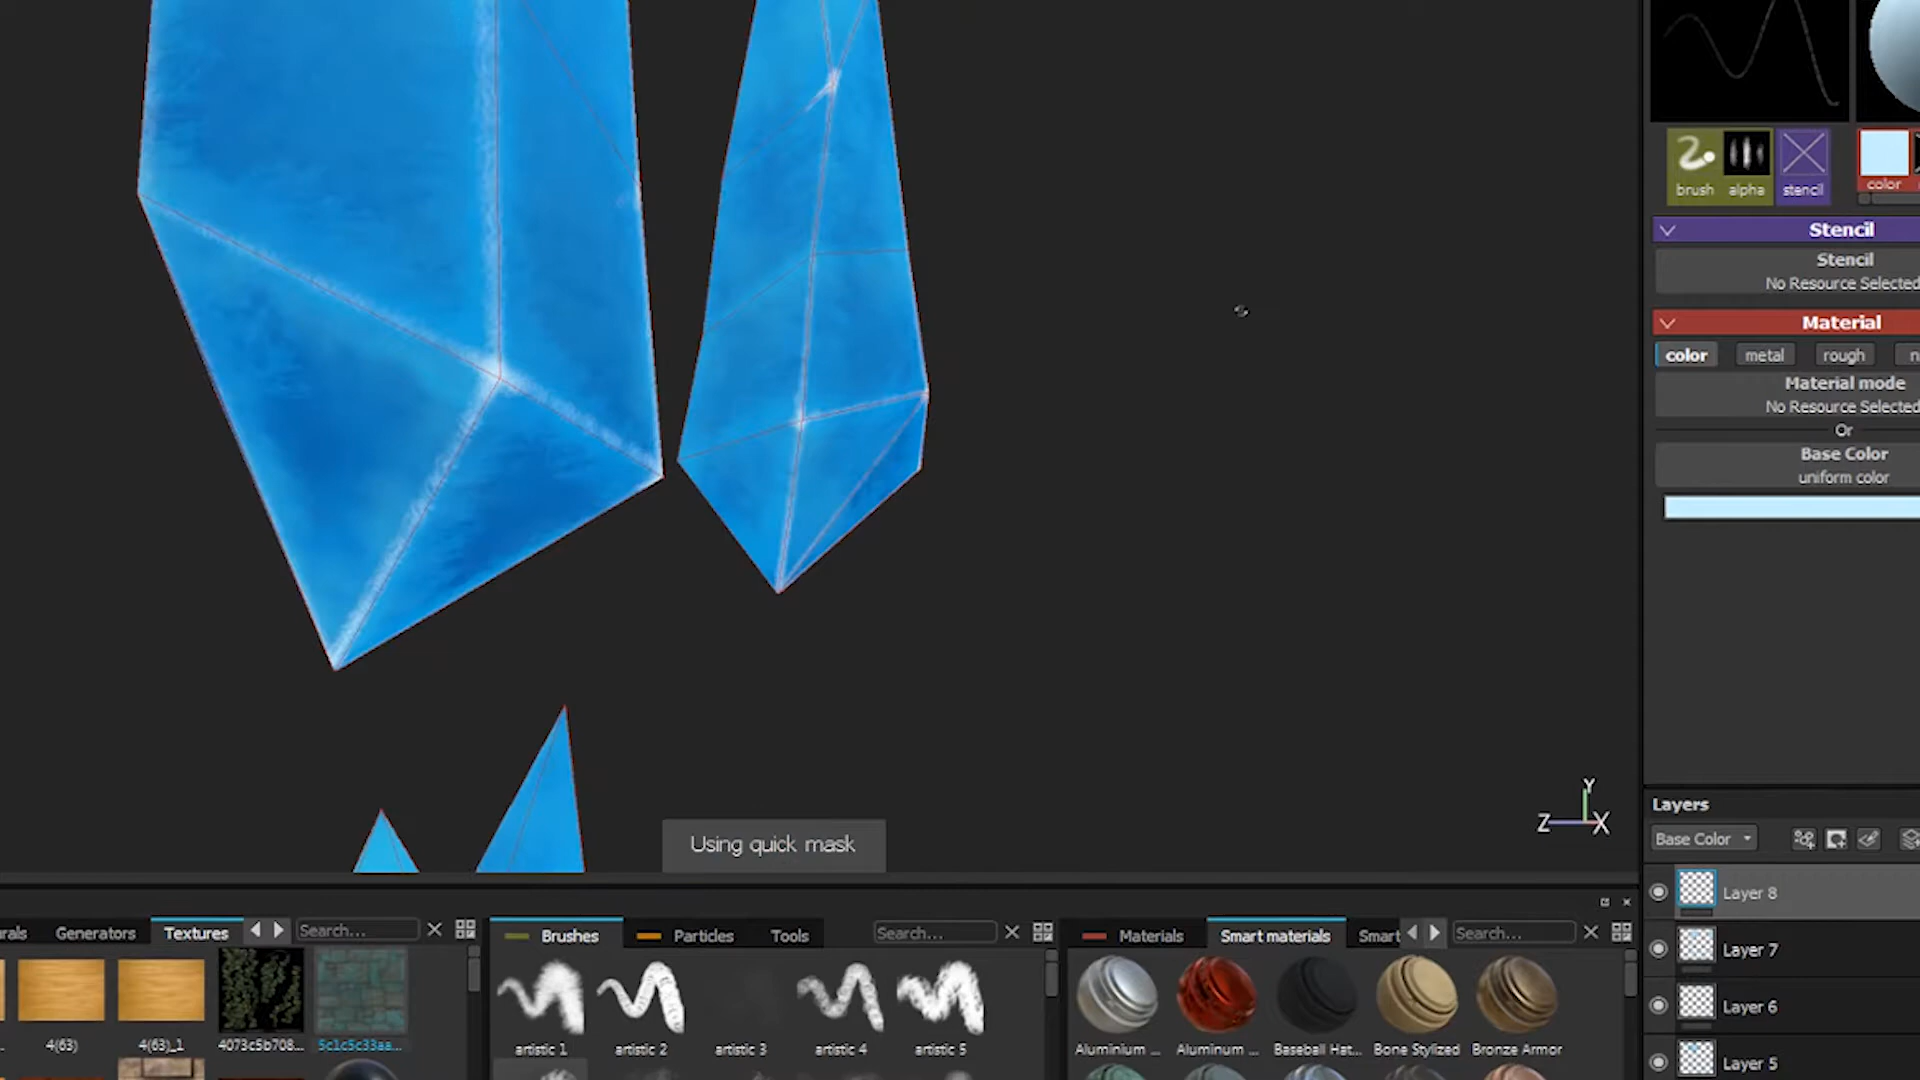 brush alpha stencil color
Stencil
Stencil
No Resource Selected
Material
color metal rough
Material mode
No Resource Selected
Or
Base Color
uniform color
Y
Z X
Using quick mask
Layers
Base Color
Layer 8
Layer 7
Layer 6
Layer 5
Generators Textures Search...
4(63) 4(63)_1 4073c5b708... 5c1c5c33aa...
Brushes Particles Tools Search...
artistic 1 artistic 2 artistic 3 artistic 4 artistic 5
Materials Smart materials Smart Search...
Aluminium ... Aluminum ... Baseball Hat... Bone Stylized Bronze Armor